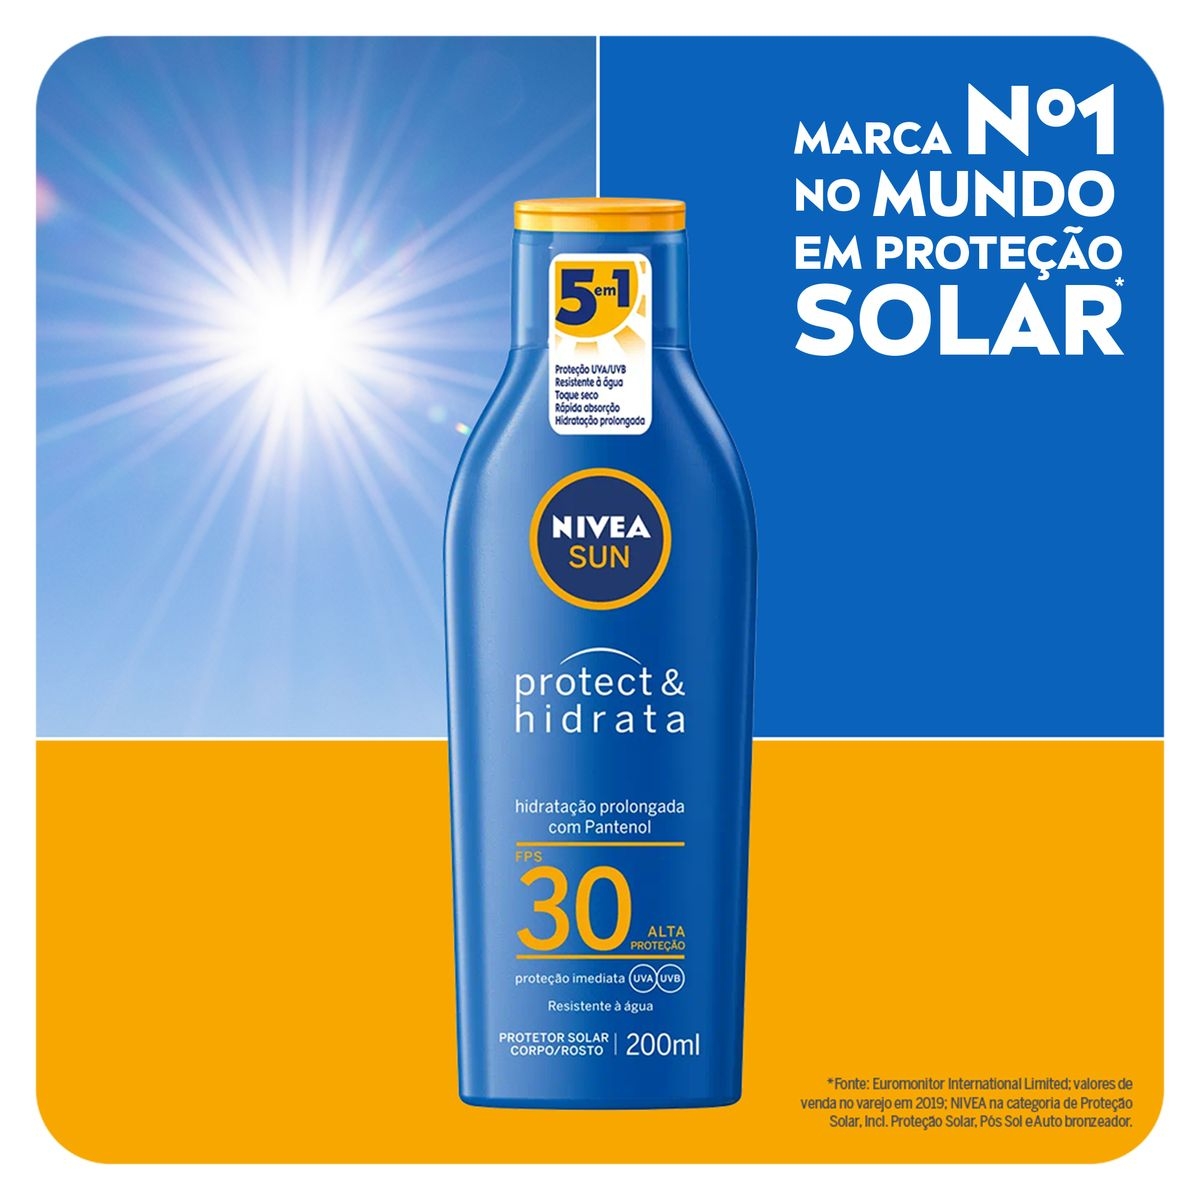 MARCA Nº1
NO MUNDO
EM PROTEÇÃO
SOLAR*
5em1
Proteção UVA/UVB
Resistente à água
Toque seco
Rápida absorção
Hidratação prolongada
NIVEA
SUN
protect &
hidrata
hidratação prolongada
com Pantenol
FPS
30
ALTA
PROTEÇÃO
proteção imediata UVA UVB
Resistente à água
PROTETOR SOLAR
CORPO/ROSTO | 200ml
*Fonte: Euromonitor International Limited; valores de
venda no varejo em 2019; NIVEA na categoria de Proteção
Solar, Incl. Proteção Solar, Pós Sol e Auto bronzeador.